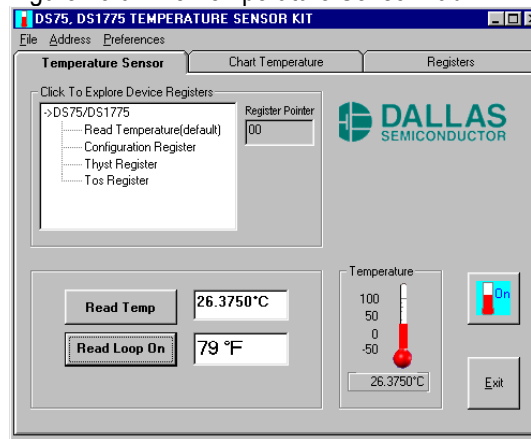 DS75, DS1775 TEMPERATURE SENSOR KIT
File Address Preferences
Temperature Sensor Chart Temperature Registers
Click To Explore Device Registers
->DS75/DS1775
Read Temperature(default)
Configuration Register
Thyst Register
Tos Register
Register Pointer
00
DALLAS
SEMICONDUCTOR
Read Temp 26.3750°C
Read Loop On 79 °F
Temperature
100
50
0
-50
26.3750°C
On
Exit